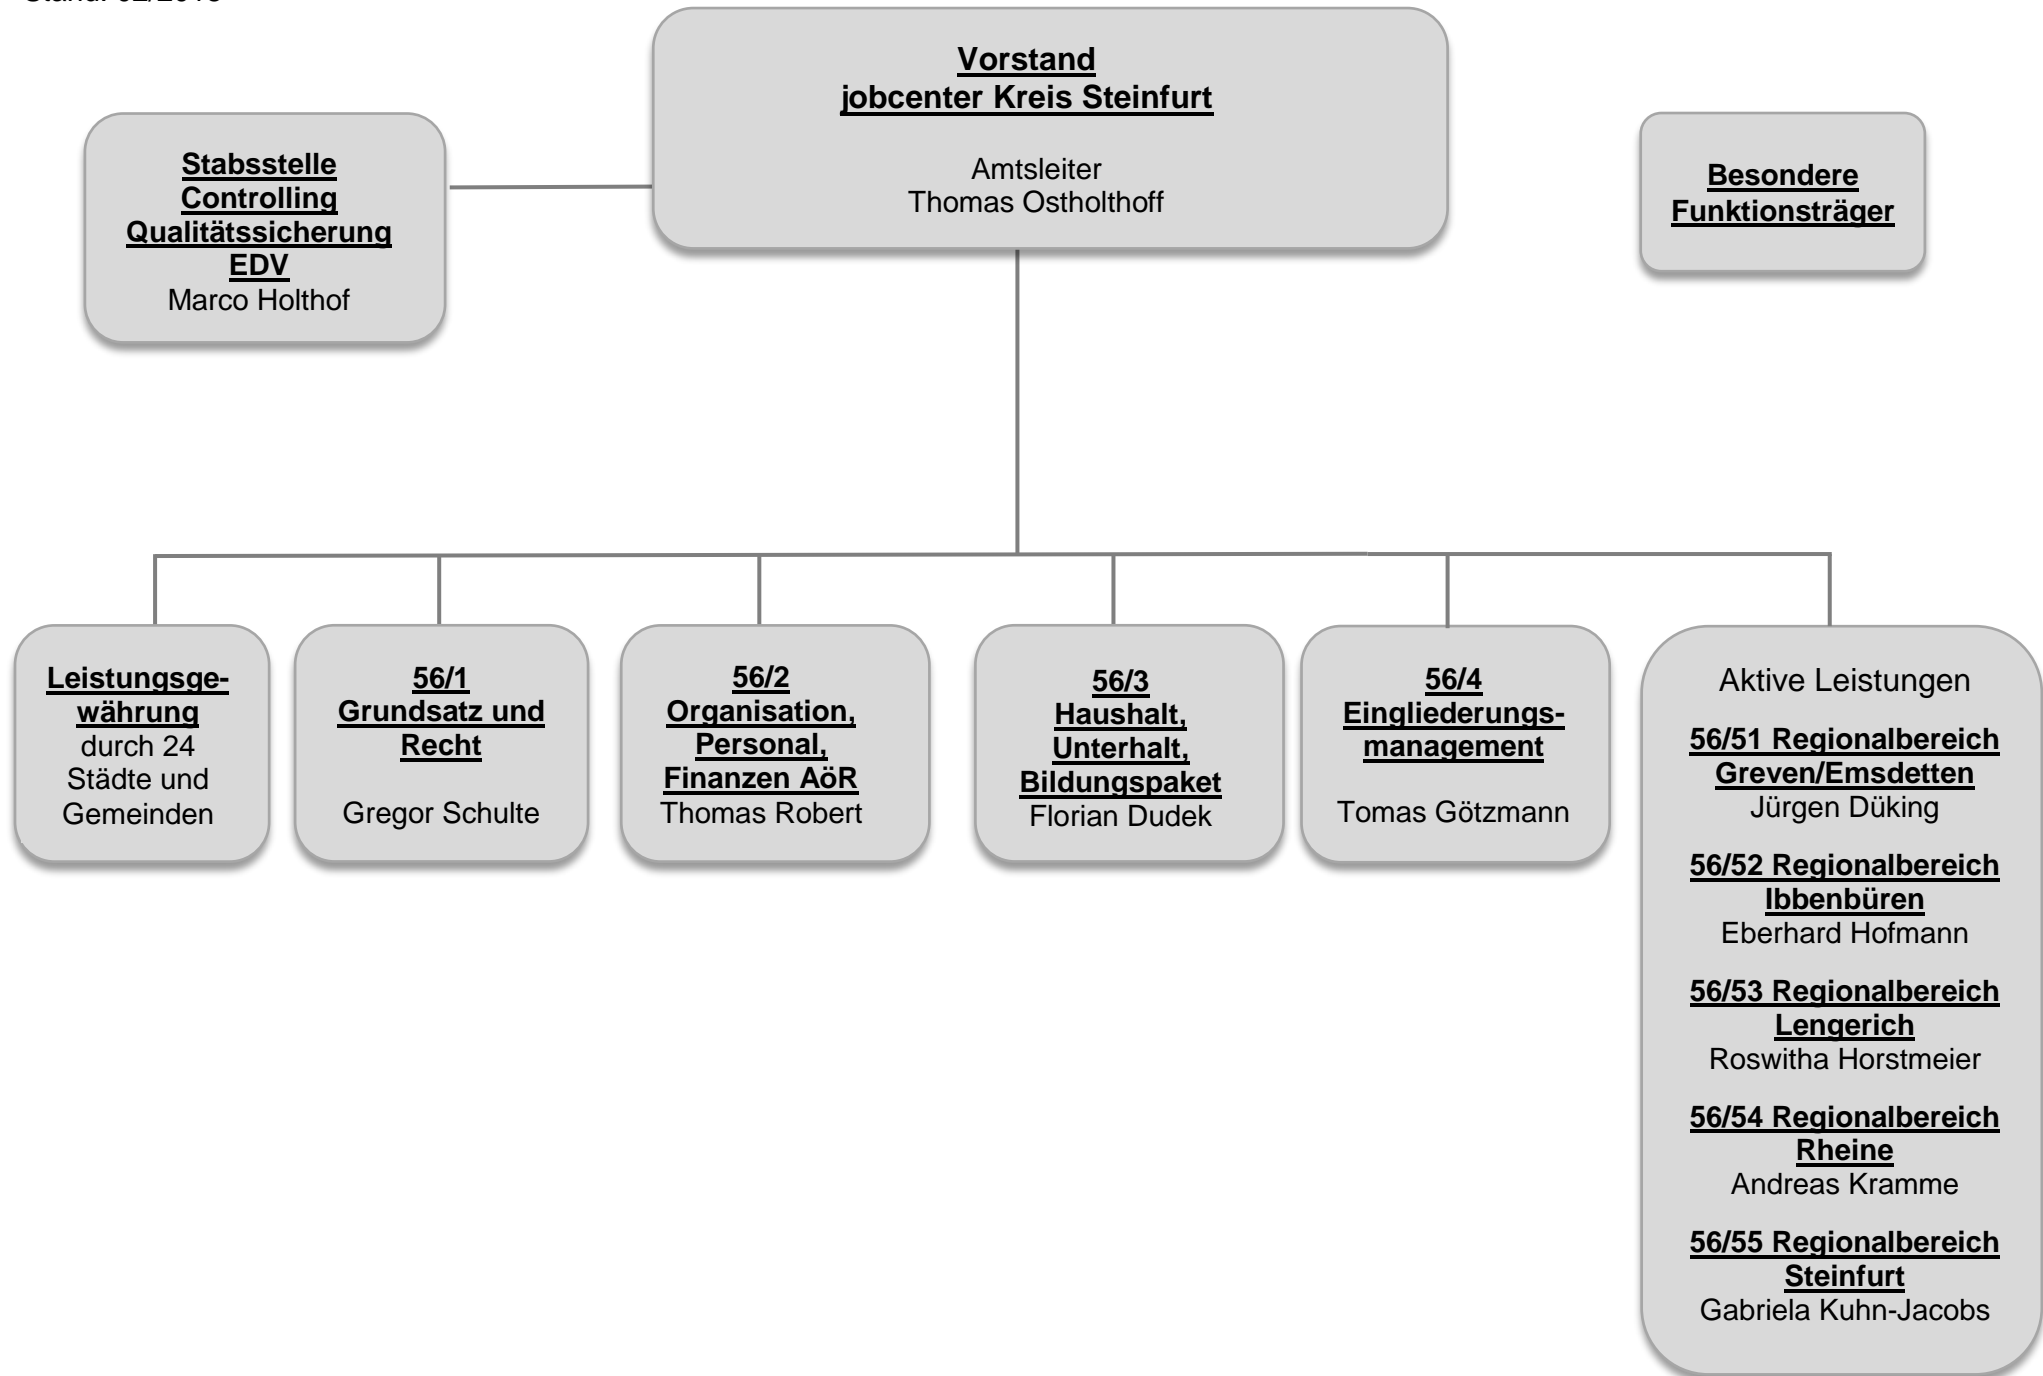 Vorstand
jobcenter Kreis Steinfurt
Amtsleiter
Thomas Ostholthoff
Stabsstelle
Controlling
Qualitätssicherung
EDV
Marco Holthof
Besondere
Funktionsträger
Leistungsge-
währung
durch 24
Städte und
Gemeinden
56/1
Grundsatz und
Recht
Gregor Schulte
56/2
Organisation,
Personal,
Finanzen AöR
Thomas Robert
56/3
Haushalt,
Unterhalt,
Bildungspaket
Florian Dudek
56/4
Eingliederungs-
management
Tomas Götzmann
Aktive Leistungen
56/51 Regionalbereich
Greven/Emsdetten
Jürgen Düking
56/52 Regionalbereich
Ibbenbüren
Eberhard Hofmann
56/53 Regionalbereich
Lengerich
Roswitha Horstmeier
56/54 Regionalbereich
Rheine
Andreas Kramme
56/55 Regionalbereich
Steinfurt
Gabriela Kuhn-Jacobs